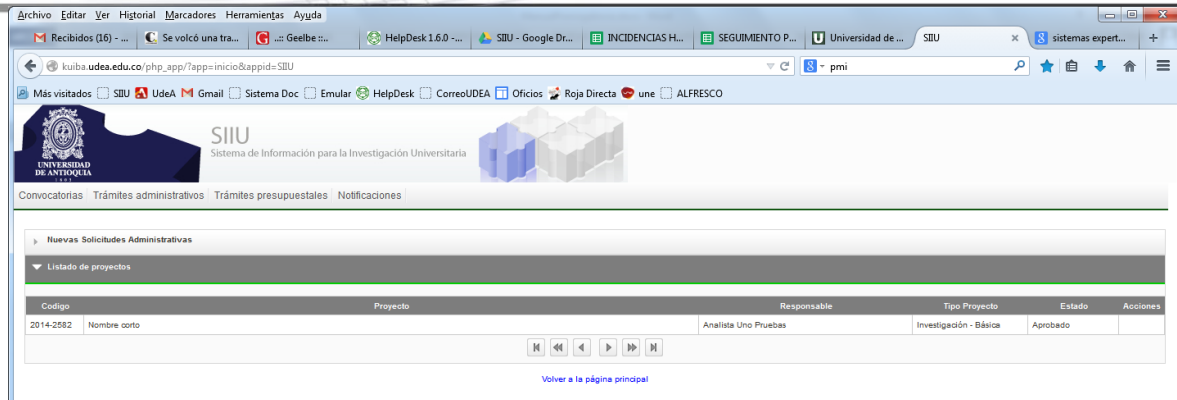 Archivo Editar Ver Historial Marcadores Herramientas Ayuda
Recibidos (16) - ... Se volcó una tra... ..:: Geelbe ::.. HelpDesk 1.6.0 -... SIIU - Google Dr... INCIDENCIAS H... SEGUIMIENTO P... Universidad de ... SIIU sistemas expert...
kuiba.udea.edu.co/php_app/?app=inicio&appid=SIIU pmi
Más visitados SIIU UdeA Gmail Sistema Doc Emular HelpDesk CorreoUDEA Oficios Roja Directa une ALFRESCO
SIIU
Sistema de Información para la Investigación Universitaria
UNIVERSIDAD
DE ANTIOQUIA
1803
Convocatorias Trámites administrativos Trámites presupuestales Notificaciones
Nuevas Solicitudes Administrativas
Listado de proyectos
Codigo Proyecto Responsable Tipo Proyecto Estado Acciones
2014-2582 Nombre corto Analista Uno Pruebas Investigación - Básica Aprobado
Volver a la página principal